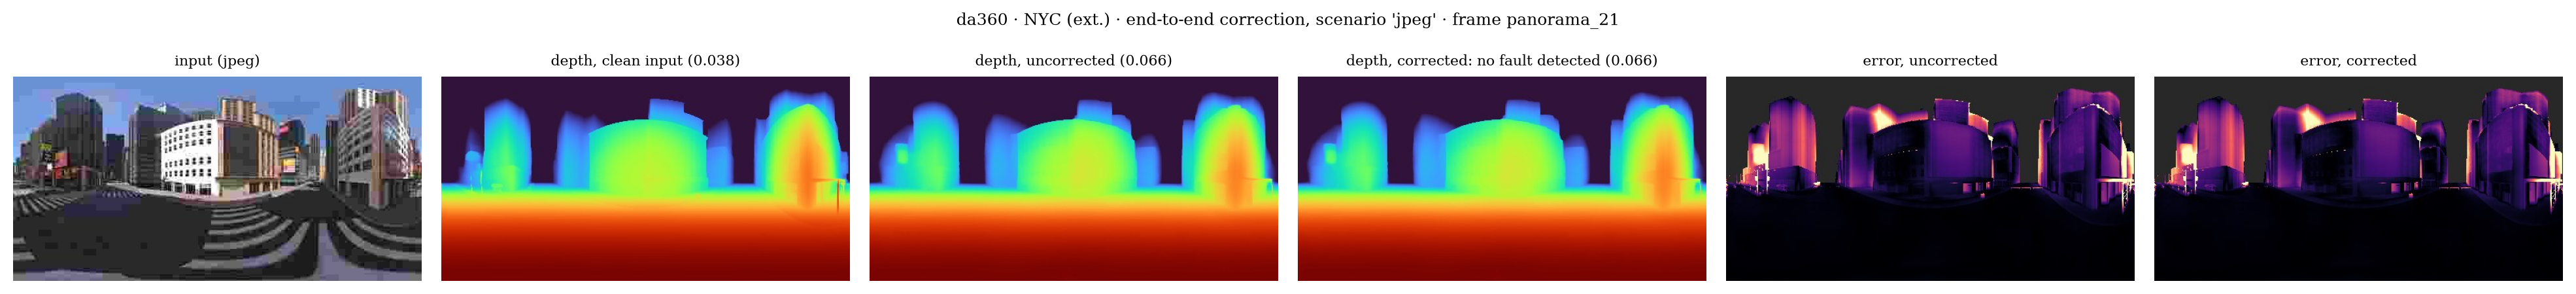 da360 · NYC (ext.) · end-to-end correction, scenario 'jpeg' · frame panorama_21
input (jpeg)
depth, clean input (0.038)
depth, uncorrected (0.066)
depth, corrected: no fault detected (0.066)
error, uncorrected
error, corrected